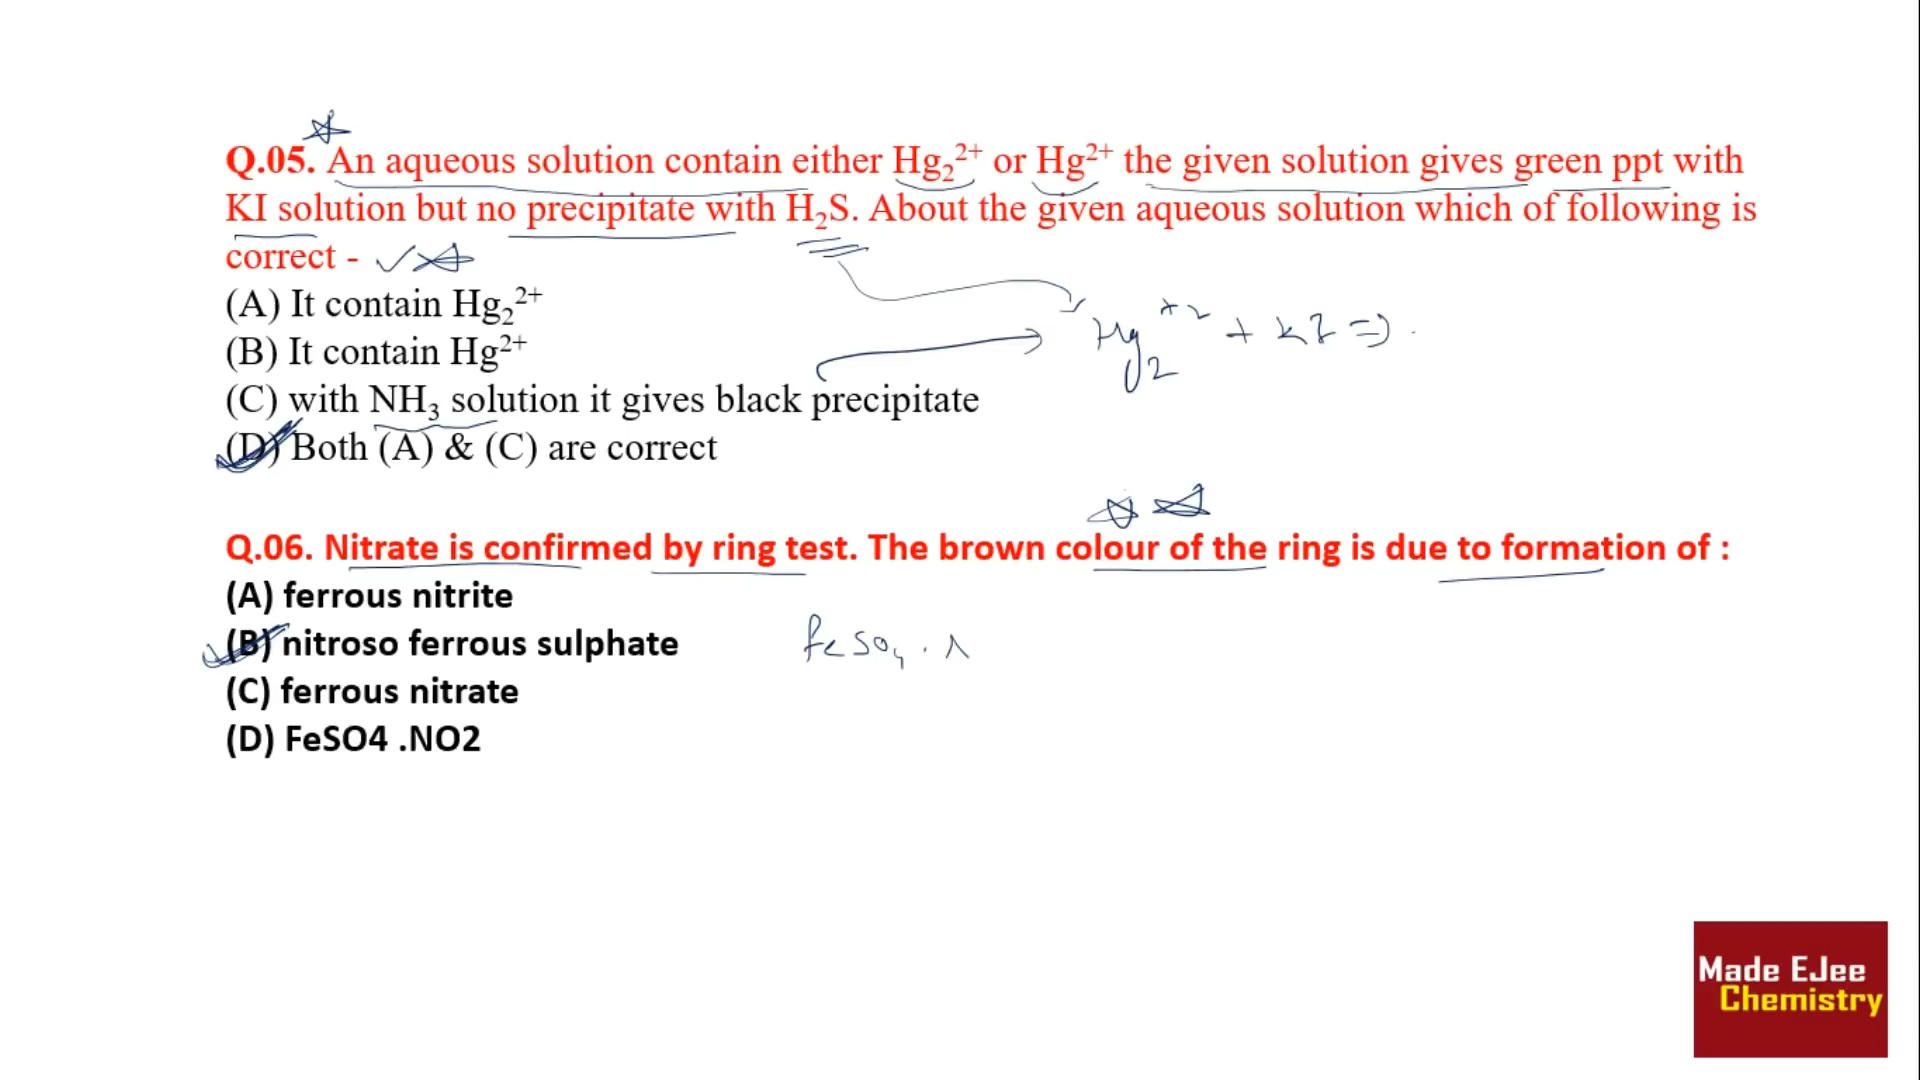 Q.05. An aqueous solution contain either Hg₂²⁺ or Hg²⁺ the given solution gives green ppt with
KI solution but no precipitate with H₂S. About the given aqueous solution which of following is
correct -
(A) It contain Hg₂²⁺
(B) It contain Hg²⁺
Hg₂⁺² + KI ⇒
(C) with NH₃ solution it gives black precipitate
(D) Both (A) & (C) are correct
Q.06. Nitrate is confirmed by ring test. The brown colour of the ring is due to formation of :
(A) ferrous nitrite
(B) nitroso ferrous sulphate
FeSO₄ .
(C) ferrous nitrate
(D) FeSO4 .NO2
Made EJee
Chemistry